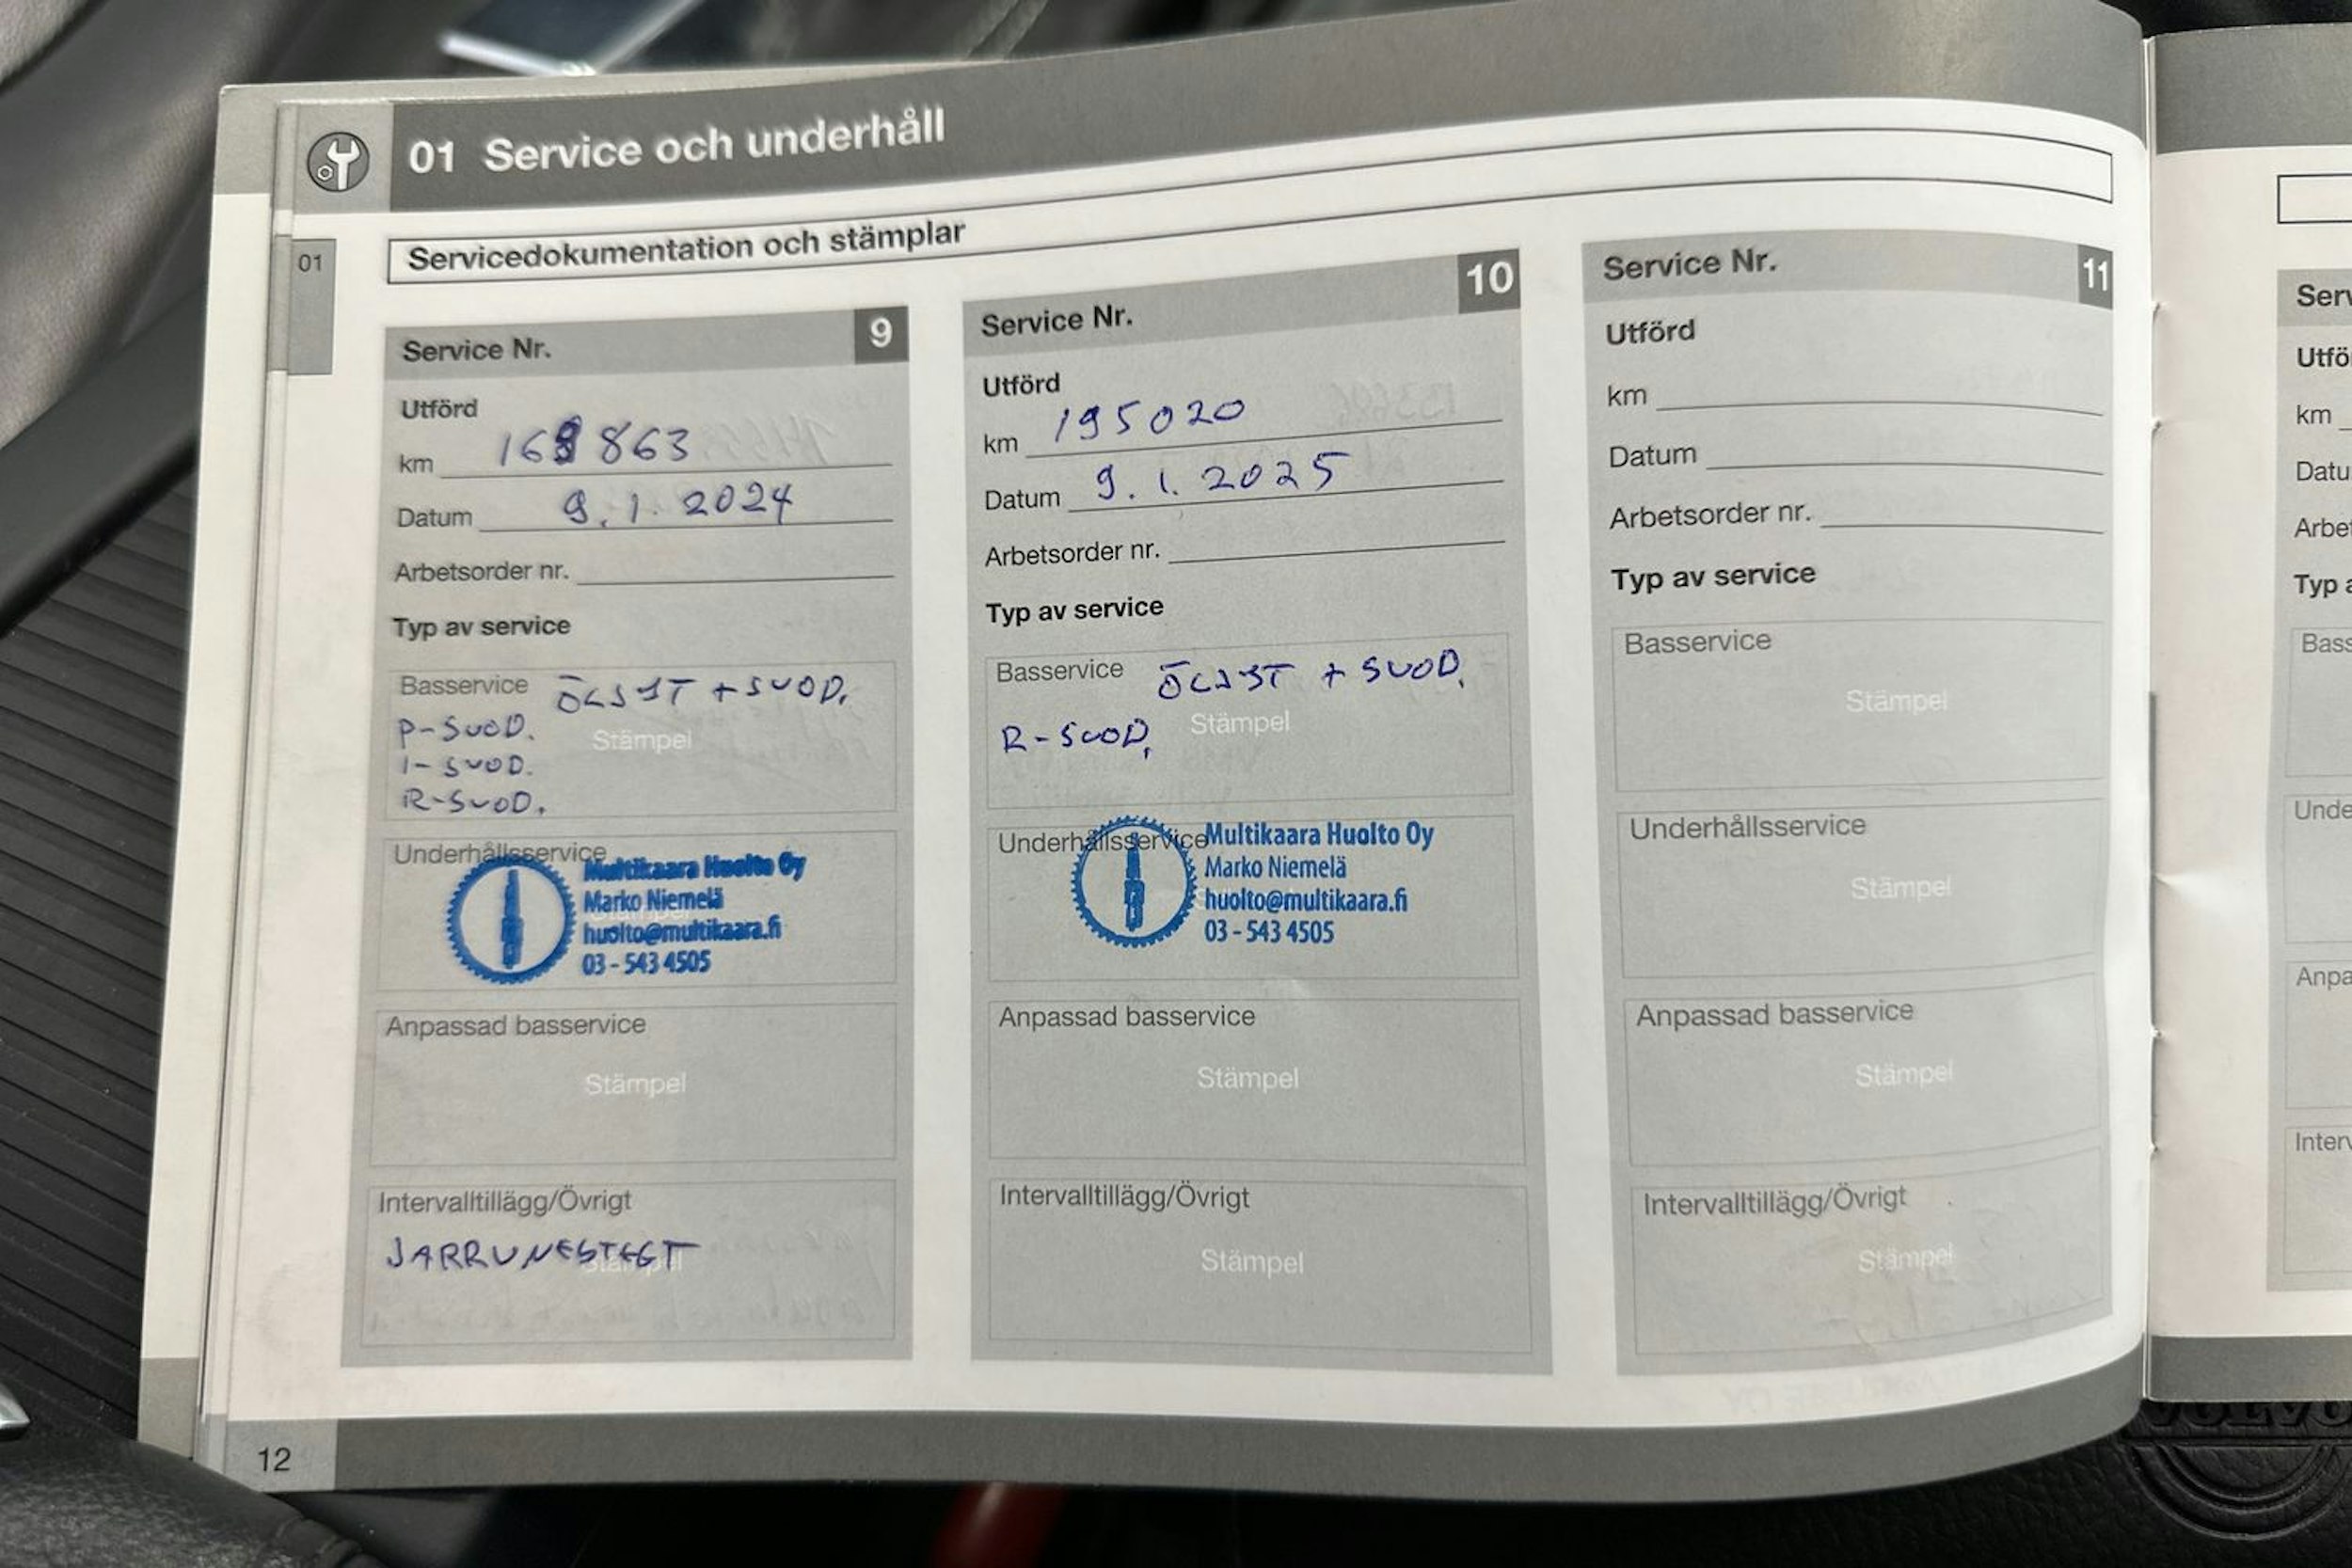 01 Service och underhåll
01
Servicedokumentation och stämplar
Service Nr. 9
Utförd
km 863
Datum 9.1.2024
Arbetsorder nr.
Typ av service
Basservice ÖLJYT + SUOD.
P-SUOD.
Stämpel
I-SUOD.
R-SUOD.
Underhållsservice
Multikaara Huolto Oy
Marko Niemelä
huolto@multikaara.fi
03 - 543 4505
Anpassad basservice
Stämpel
Intervalltillägg/Övrigt
JARRUNESTEET
Stämpel
Service Nr. 10
Utförd
km 195020
Datum 9.1.2025
Arbetsorder nr.
Typ av service
Basservice ÖLJYT + SUOD.
R-SUOD.
Stämpel
Underhållsservice
Multikaara Huolto Oy
Marko Niemelä
huolto@multikaara.fi
03 - 543 4505
Anpassad basservice
Stämpel
Intervalltillägg/Övrigt
Stämpel
Service Nr. 11
Utförd
km
Datum
Arbetsorder nr.
Typ av service
Basservice
Stämpel
Underhållsservice
Stämpel
Anpassad basservice
Stämpel
Intervalltillägg/Övrigt
Stämpel
12
km
Typ
VOLVO